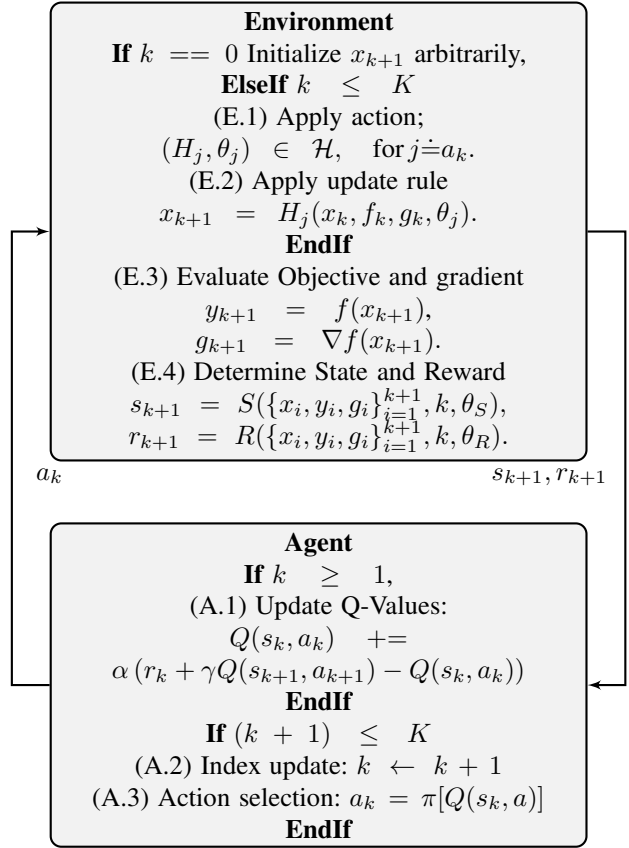 Environment
If k == 0 Initialize x_{k+1} arbitrarily,
ElseIf k ≤ K
(E.1) Apply action;
(H_j, θ_j) ∈ ℋ, for j ≐ a_k.
(E.2) Apply update rule
x_{k+1} = H_j(x_k, f_k, g_k, θ_j).
EndIf
(E.3) Evaluate Objective and gradient
y_{k+1} = f(x_{k+1}),
g_{k+1} = ∇f(x_{k+1}).
(E.4) Determine State and Reward
s_{k+1} = S({x_i, y_i, g_i}_{i=1}^{k+1}, k, θ_S),
r_{k+1} = R({x_i, y_i, g_i}_{i=1}^{k+1}, k, θ_R).
a_k
s_{k+1}, r_{k+1}
Agent
If k ≥ 1,
(A.1) Update Q-Values:
Q(s_k, a_k) +=
α (r_k + γQ(s_{k+1}, a_{k+1}) − Q(s_k, a_k))
EndIf
If (k + 1) ≤ K
(A.2) Index update: k ← k + 1
(A.3) Action selection: a_k = π[Q(s_k, a)]
EndIf